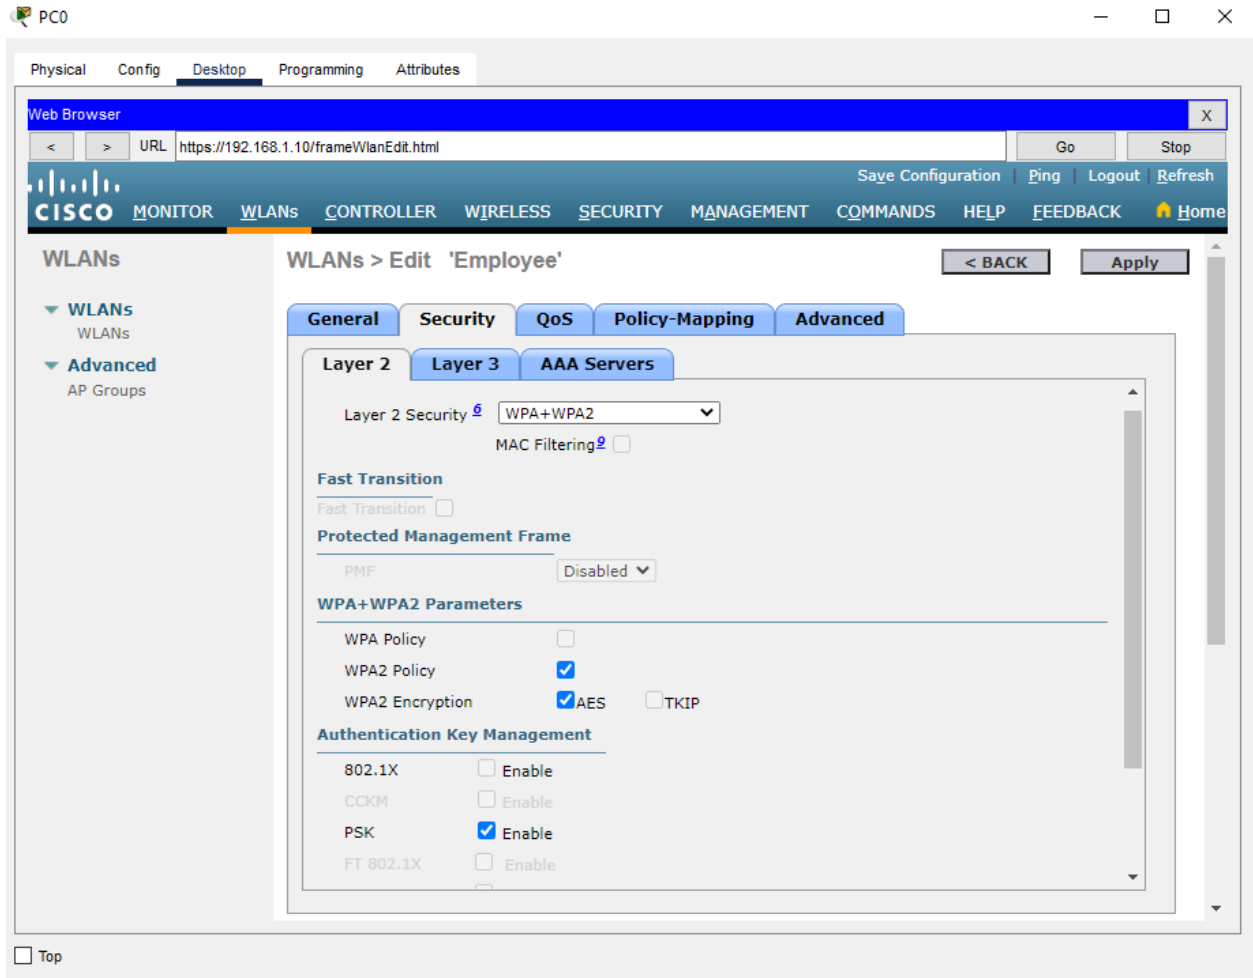 PC0
Physical Config Desktop Programming Attributes
Web Browser X
< > URL https://192.168.1.10/frameWlanEdit.html Go Stop
Save Configuration | Ping | Logout | Refresh
CISCO MONITOR WLANs CONTROLLER WIRELESS SECURITY MANAGEMENT COMMANDS HELP FEEDBACK Home
WLANs
WLANs > Edit 'Employee' < BACK Apply
WLANs
WLANs
Advanced
AP Groups
General Security QoS Policy-Mapping Advanced
Layer 2 Layer 3 AAA Servers
Layer 2 Security 6 WPA+WPA2
MAC Filtering9
Fast Transition
Fast Transition
Protected Management Frame
PMF Disabled
WPA+WPA2 Parameters
WPA Policy
WPA2 Policy
WPA2 Encryption AES TKIP
Authentication Key Management
802.1X Enable
CCKM Enable
PSK Enable
FT 802.1X Enable
Top